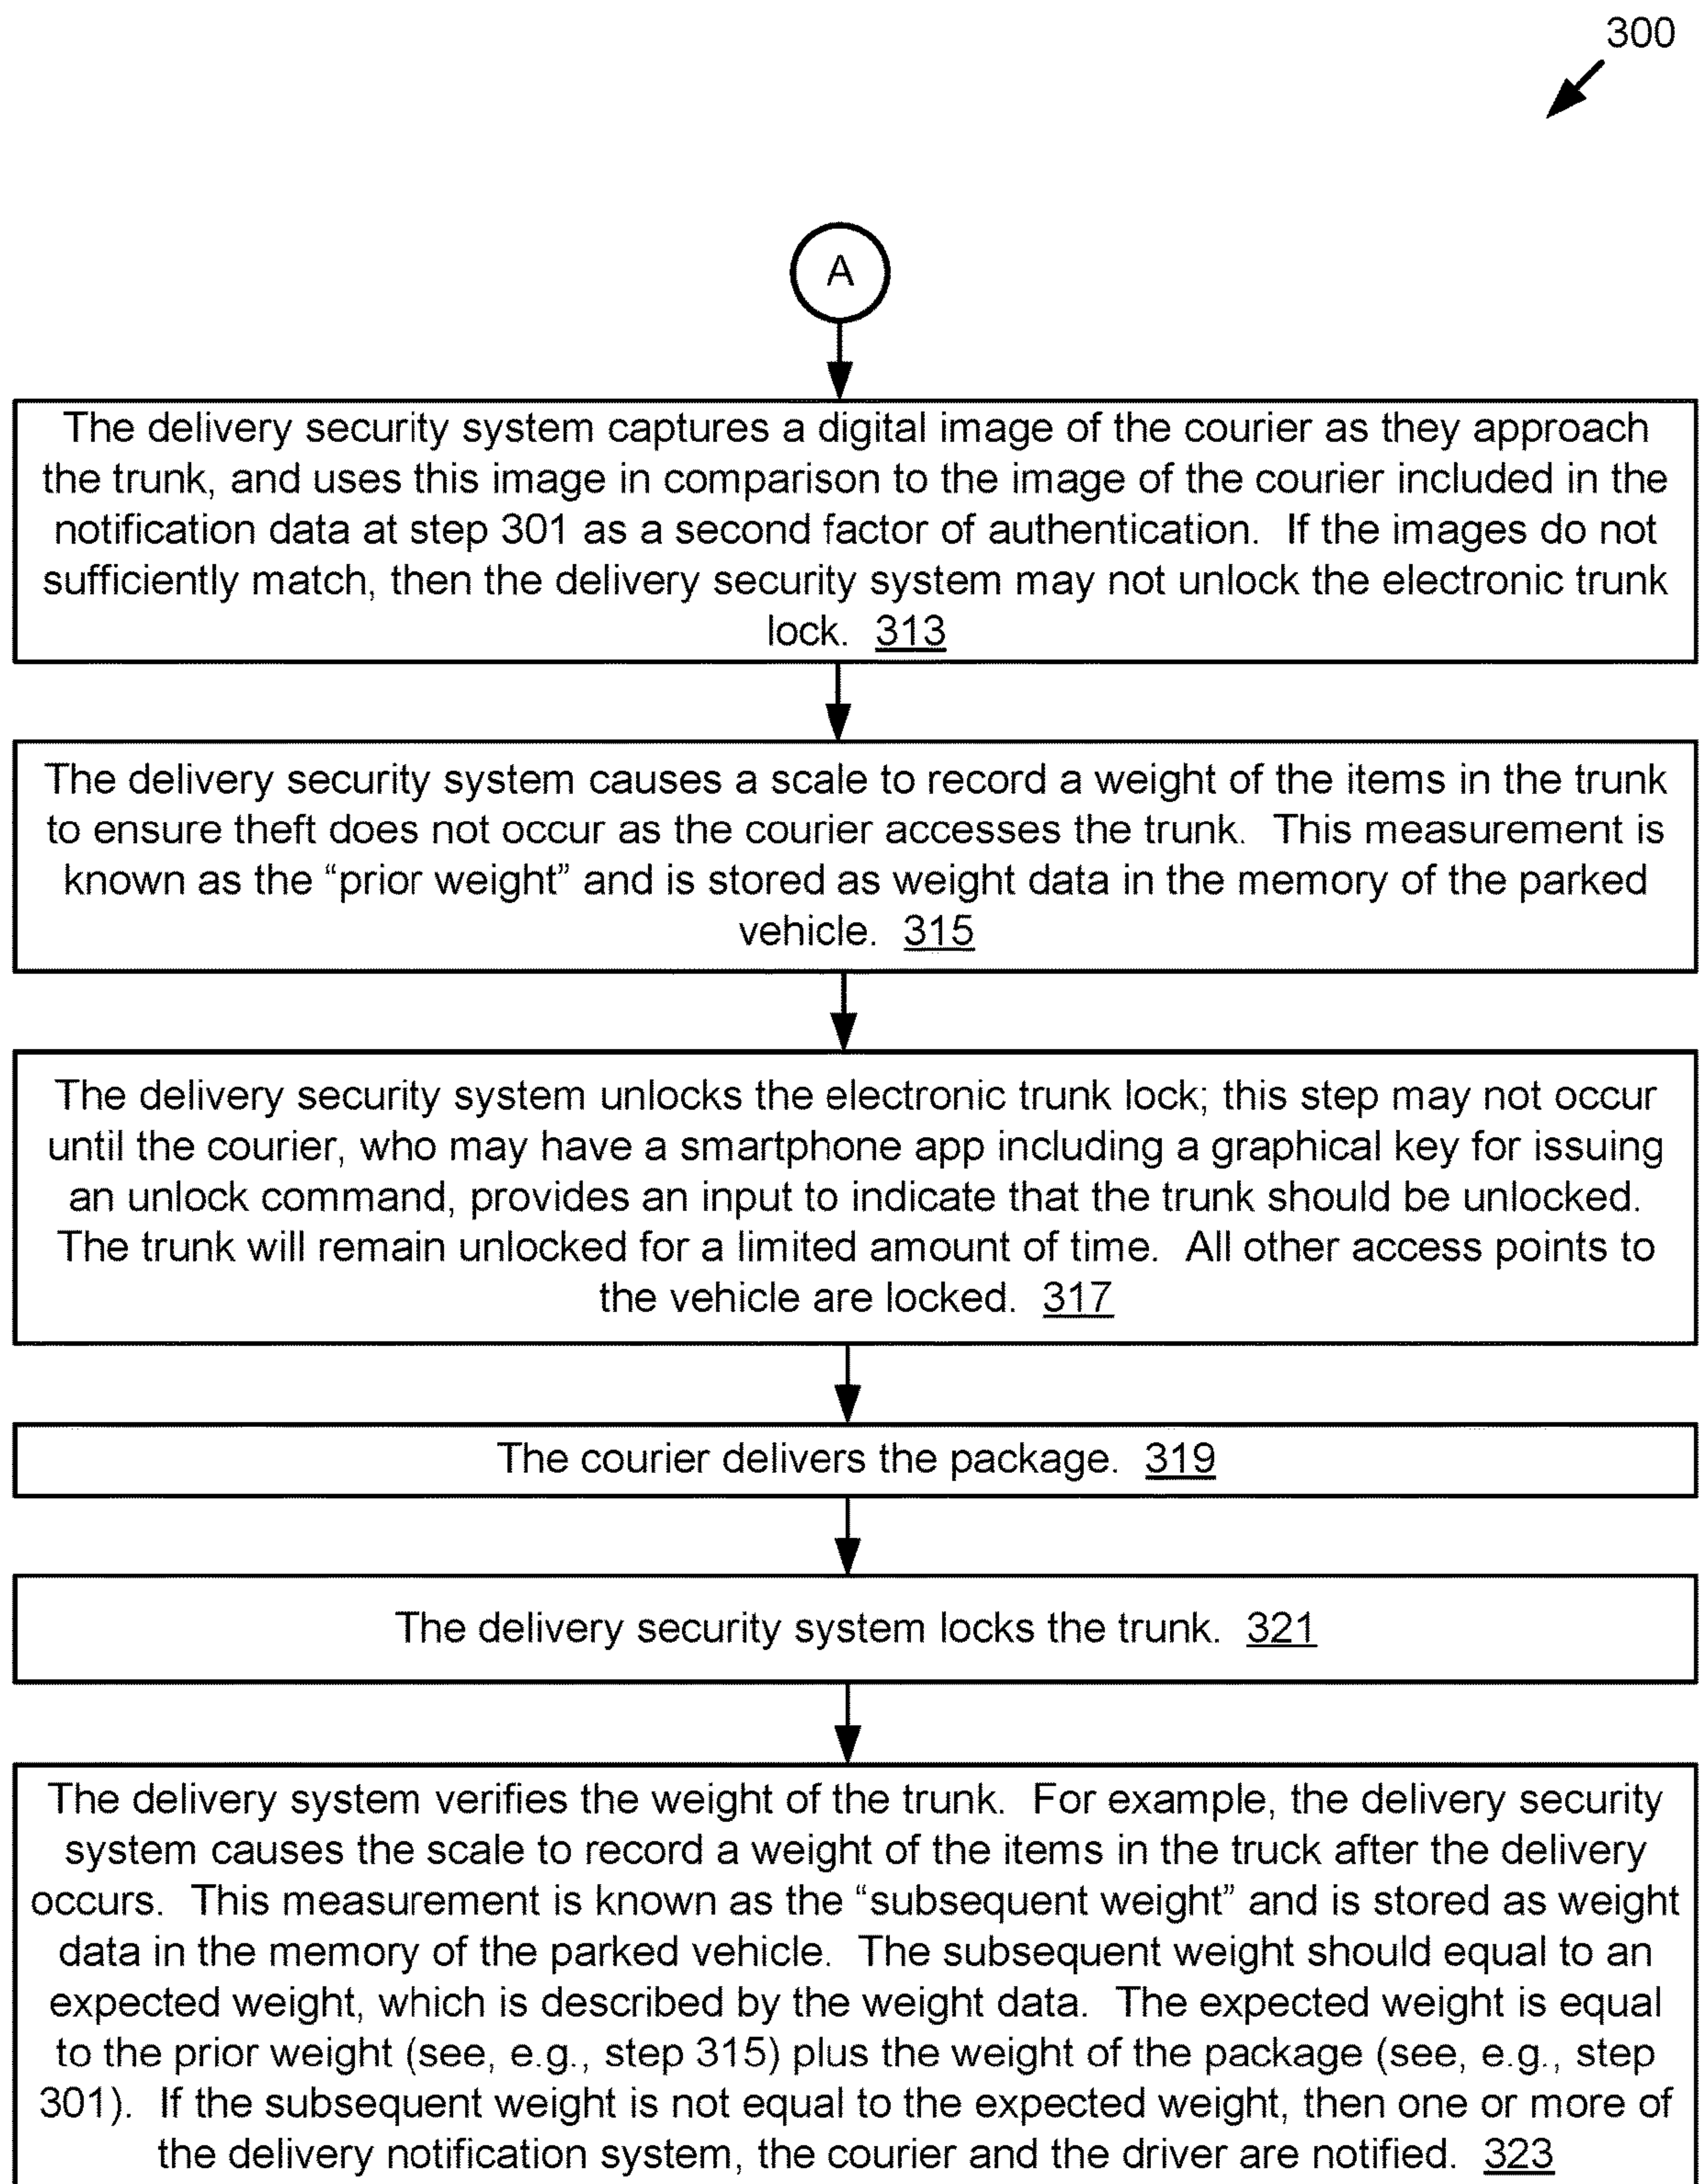 300
A
The delivery security system captures a digital image of the courier as they approach
the trunk, and uses this image in comparison to the image of the courier included in the
notification data at step 301 as a second factor of authentication.  If the images do not
sufficiently match, then the delivery security system may not unlock the electronic trunk
lock.  313
The delivery security system causes a scale to record a weight of the items in the trunk
to ensure theft does not occur as the courier accesses the trunk.  This measurement is
known as the “prior weight” and is stored as weight data in the memory of the parked
vehicle.  315
The delivery security system unlocks the electronic trunk lock; this step may not occur
until the courier, who may have a smartphone app including a graphical key for issuing
an unlock command, provides an input to indicate that the trunk should be unlocked.
The trunk will remain unlocked for a limited amount of time.  All other access points to
the vehicle are locked.  317
The courier delivers the package.  319
The delivery security system locks the trunk.  321
The delivery system verifies the weight of the trunk.  For example, the delivery security
system causes the scale to record a weight of the items in the truck after the delivery
occurs.  This measurement is known as the “subsequent weight” and is stored as weight
data in the memory of the parked vehicle.  The subsequent weight should equal to an
expected weight, which is described by the weight data.  The expected weight is equal
to the prior weight (see, e.g., step 315) plus the weight of the package (see, e.g., step
301).  If the subsequent weight is not equal to the expected weight, then one or more of
the delivery notification system, the courier and the driver are notified.  323